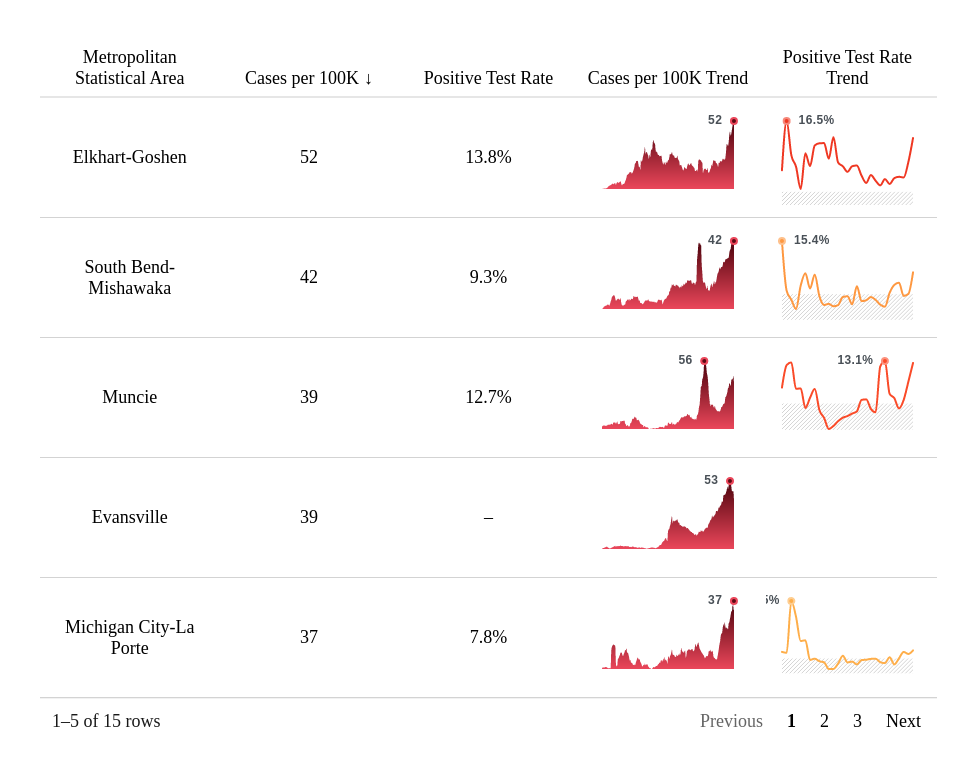 Metropolitan
Statistical Area
Cases per 100K ↓
Positive Test Rate
Cases per 100K Trend
Positive Test Rate
Trend
Elkhart-Goshen
52
13.8%
52
16.5%
South Bend-
Mishawaka
42
9.3%
42
15.4%
Muncie
39
12.7%
56
13.1%
Evansville
39
–
53
Michigan City-La
Porte
37
7.8%
37
1–5 of 15 rows
Previous
1
2
3
Next